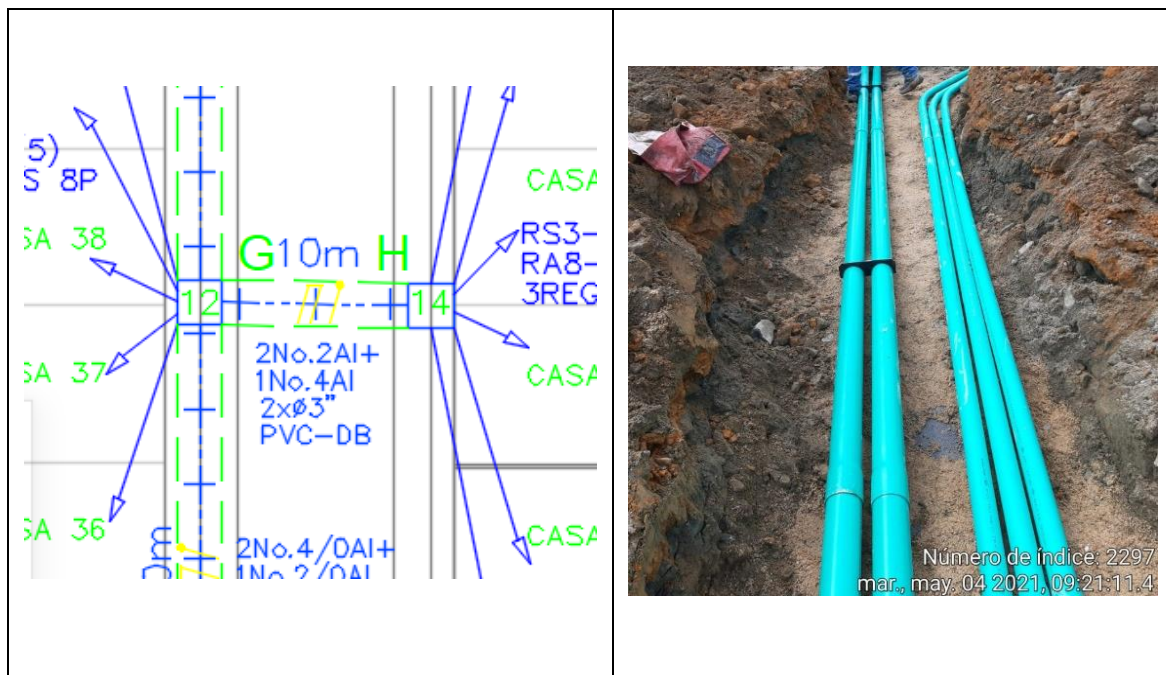 5)
S 8P
SA 38
G10m H
CASA
RS3-
RA8-
3REG
12
14
SA 37
2No.2Al+
1No.4Al
2xø3"
PVC-DB
CASA
SA 36
2No.4/0Al+
1No.2/0Al
CASA
Número de índice: 2297
mar., may. 04 2021, 09:21:11.4